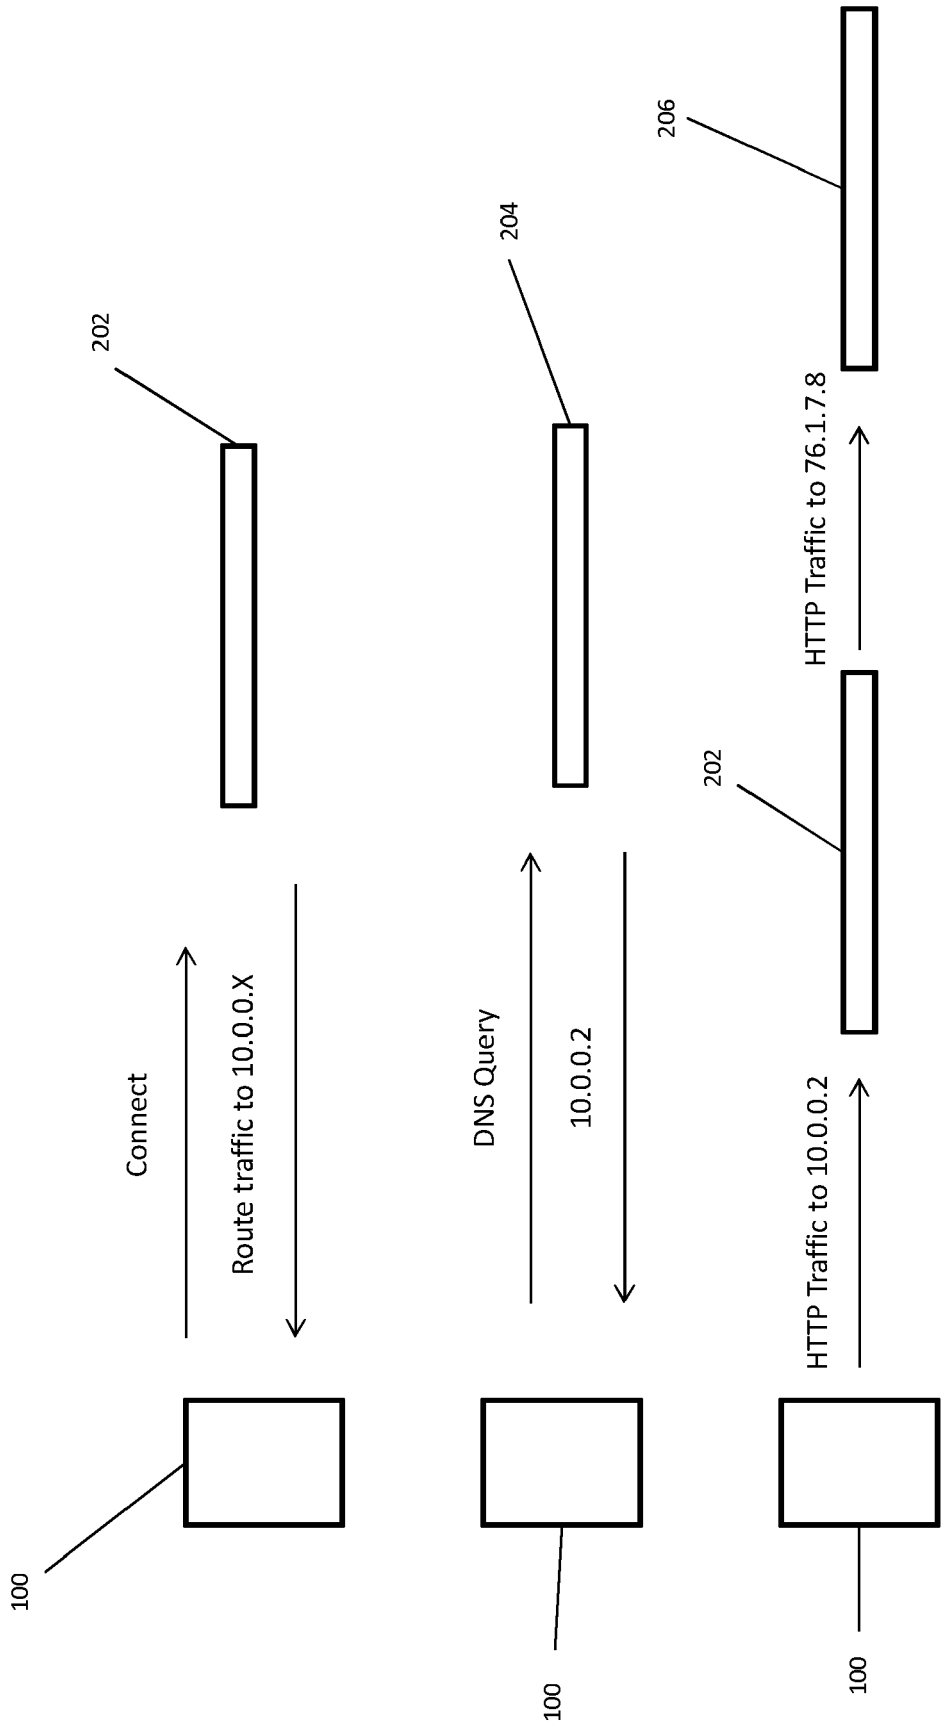 202
Connect
Route traffic to 10.0.0.X
100
204
DNS Query
10.0.0.2
100
206
202
HTTP Traffic to 10.0.0.2
HTTP Traffic to 76.1.7.8
100